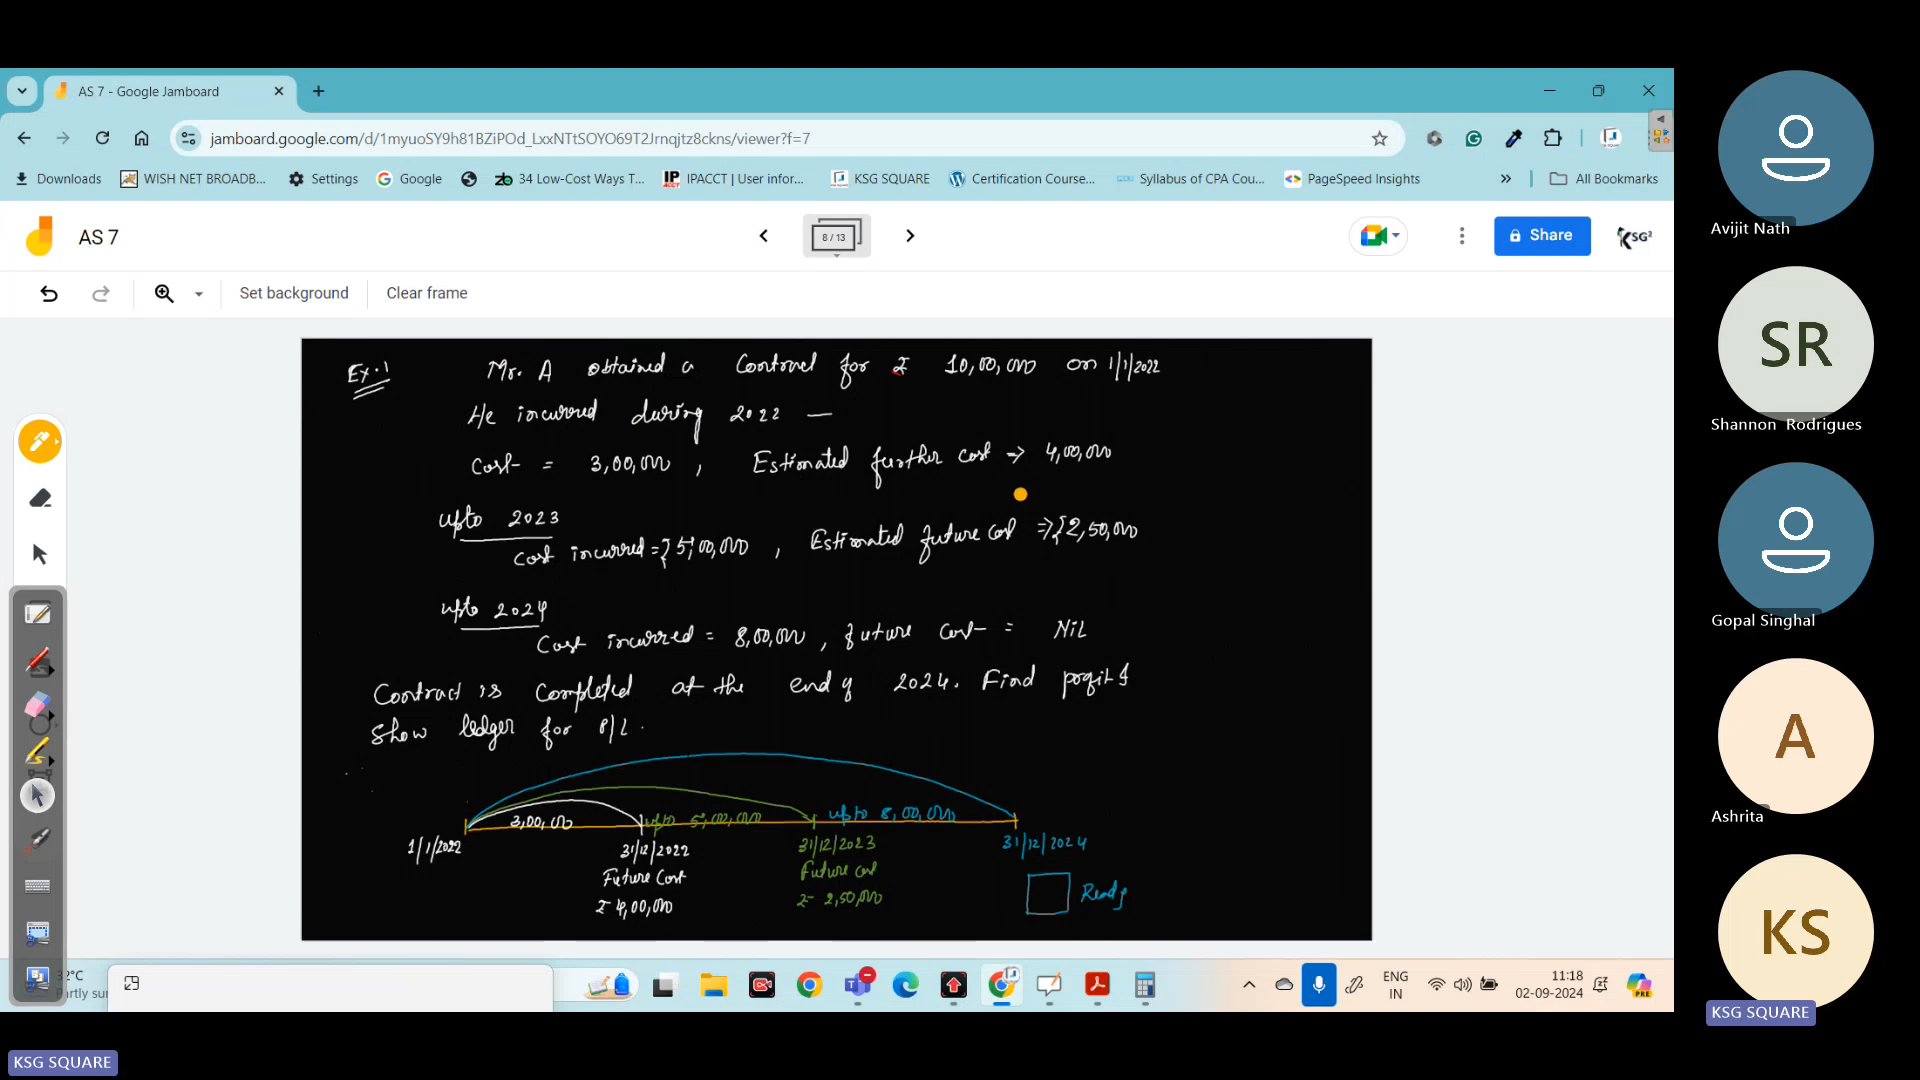 AS 7 - Google Jamboard
jamboard.google.com/d/1myuoSY9h81BZiPOd_LxxNTtSOYO69T2Jrnqjtz8ckns/viewer?f=7
Downloads WISH NET BROADB... Settings Google 34 Low-Cost Ways T... IPACCT | User infor... KSG SQUARE Certification Course... Syllabus of CPA Cou... PageSpeed Insights » All Bookmarks
AS 7 8 / 13 Share KSG²
Set background Clear frame
Ex.1 Mr. A obtained a Contract for ₹ 10,00,000 on 1/1/2022
He incurred during 2022 —
Cost = 3,00,000 , Estimated further cost => 4,00,000
upto 2023
Cost incurred = 5,00,000 , Estimated future cost => 2,50,000
upto 2024
Cost incurred = 8,00,000 , future cost = NIL
Contract is completed at the end of 2024. Find profit &
Show ledger for P/L.
3,00,000 upto 5,00,000 upto 8,00,000
1/1/2022 31/12/2022 31/12/2023 31/12/2024
Future Cost Future cost
₹ 4,00,000 ₹ 2,50,000
Ready
32°C
Partly sun
ENG
IN
11:18
02-09-2024
PRE
Avijit Nath
SR
Shannon Rodrigues
Gopal Singhal
A
Ashrita
KS
KSG SQUARE
KSG SQUARE